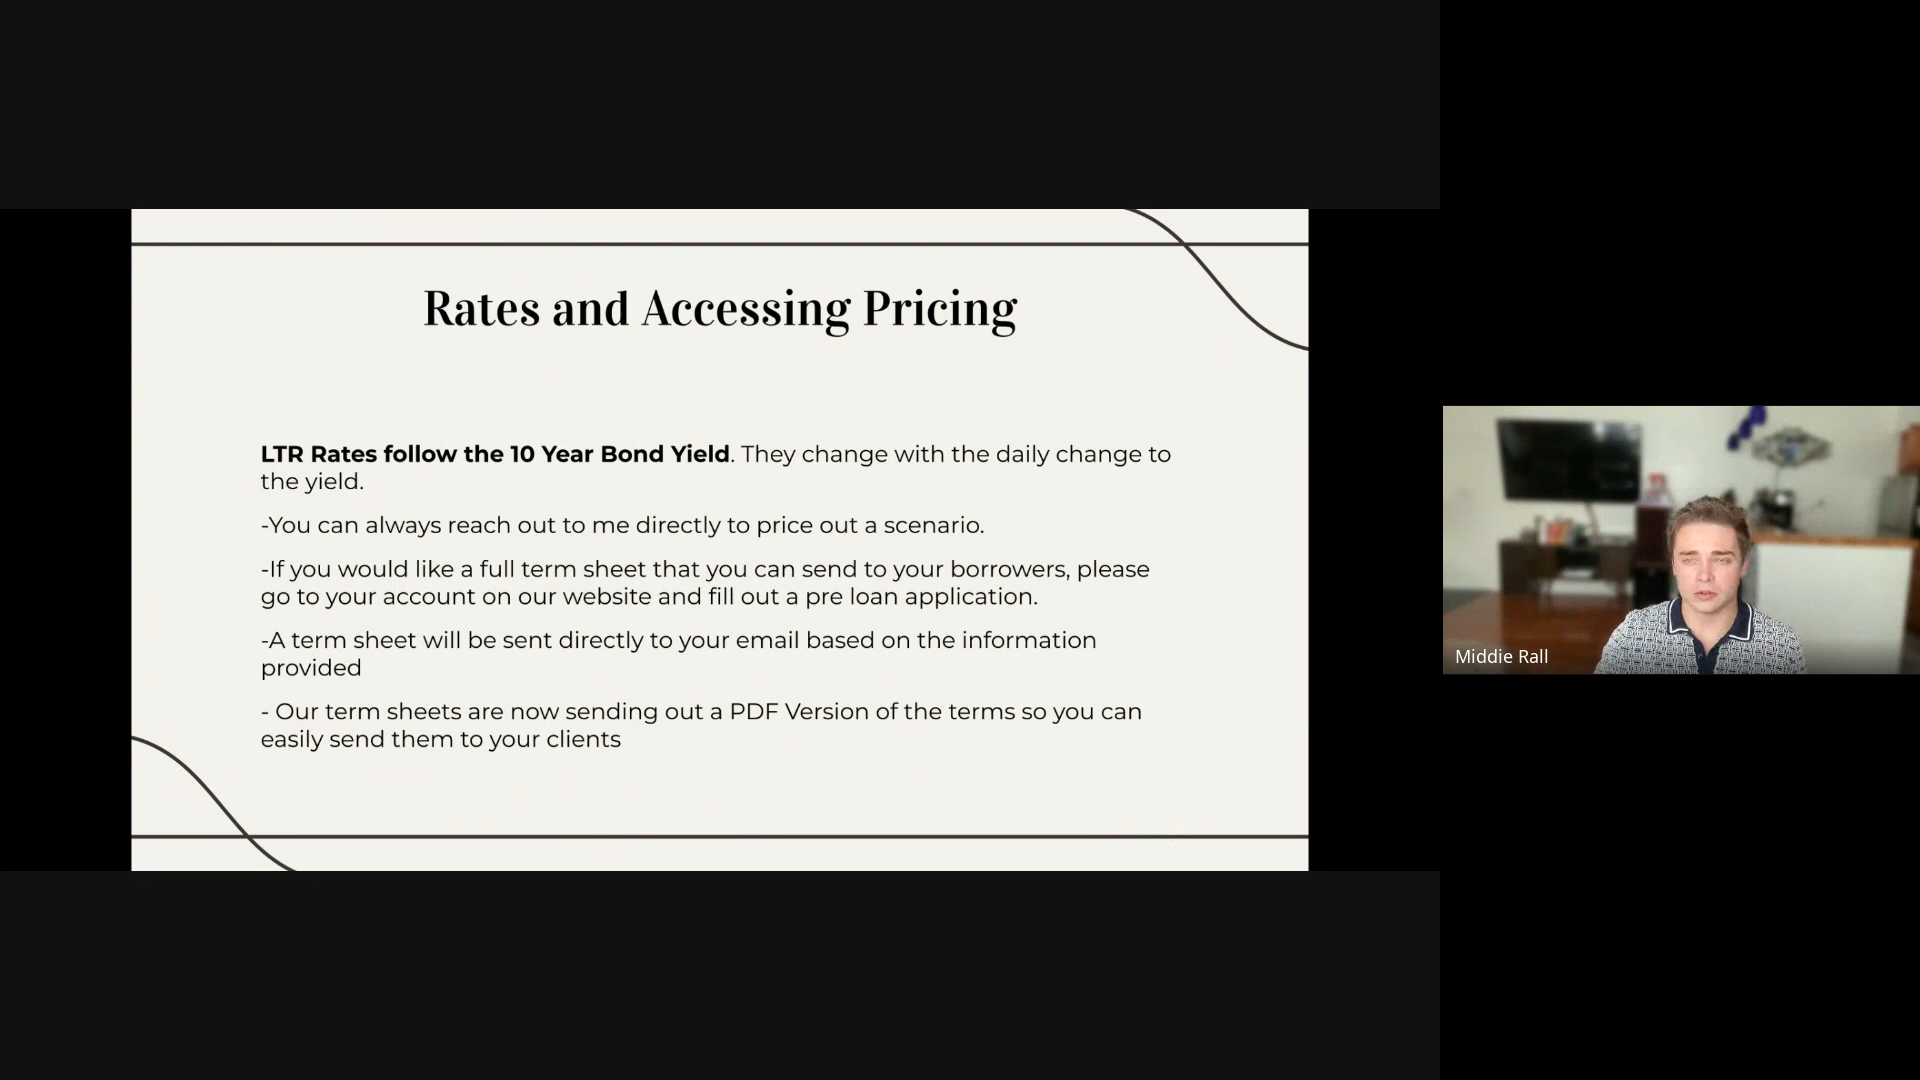 Rates and Accessing Pricing
LTR Rates follow the 10 Year Bond Yield. They change with the daily change to
the yield.
-You can always reach out to me directly to price out a scenario.
-If you would like a full term sheet that you can send to your borrowers, please
go to your account on our website and fill out a pre loan application.
-A term sheet will be sent directly to your email based on the information
provided
- Our term sheets are now sending out a PDF Version of the terms so you can
easily send them to your clients
Middie Rall